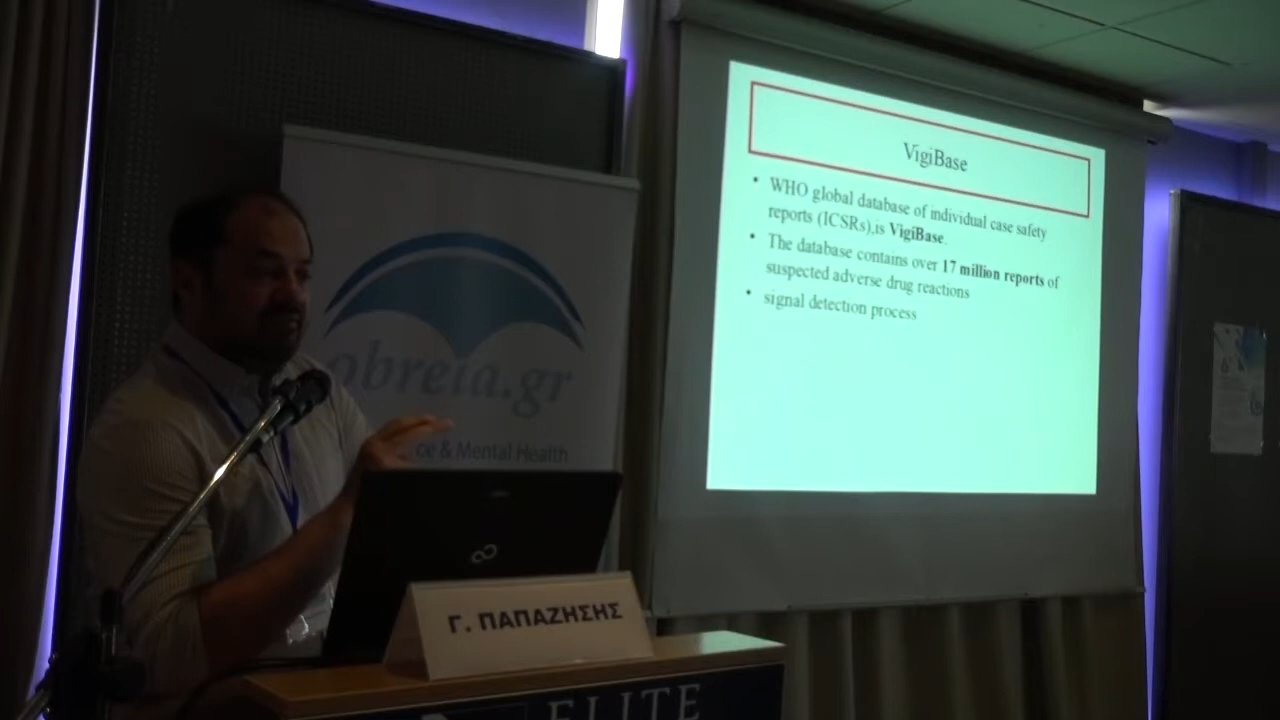 VigiBase
• WHO global database of individual case safety
reports (ICSRs),is VigiBase.
• The database contains over 17 million reports of
suspected adverse drug reactions
• signal detection process
obreia.gr
ce & Mental Health
Γ. ΠΑΠΑΖΗΣΗΣ
ELITE